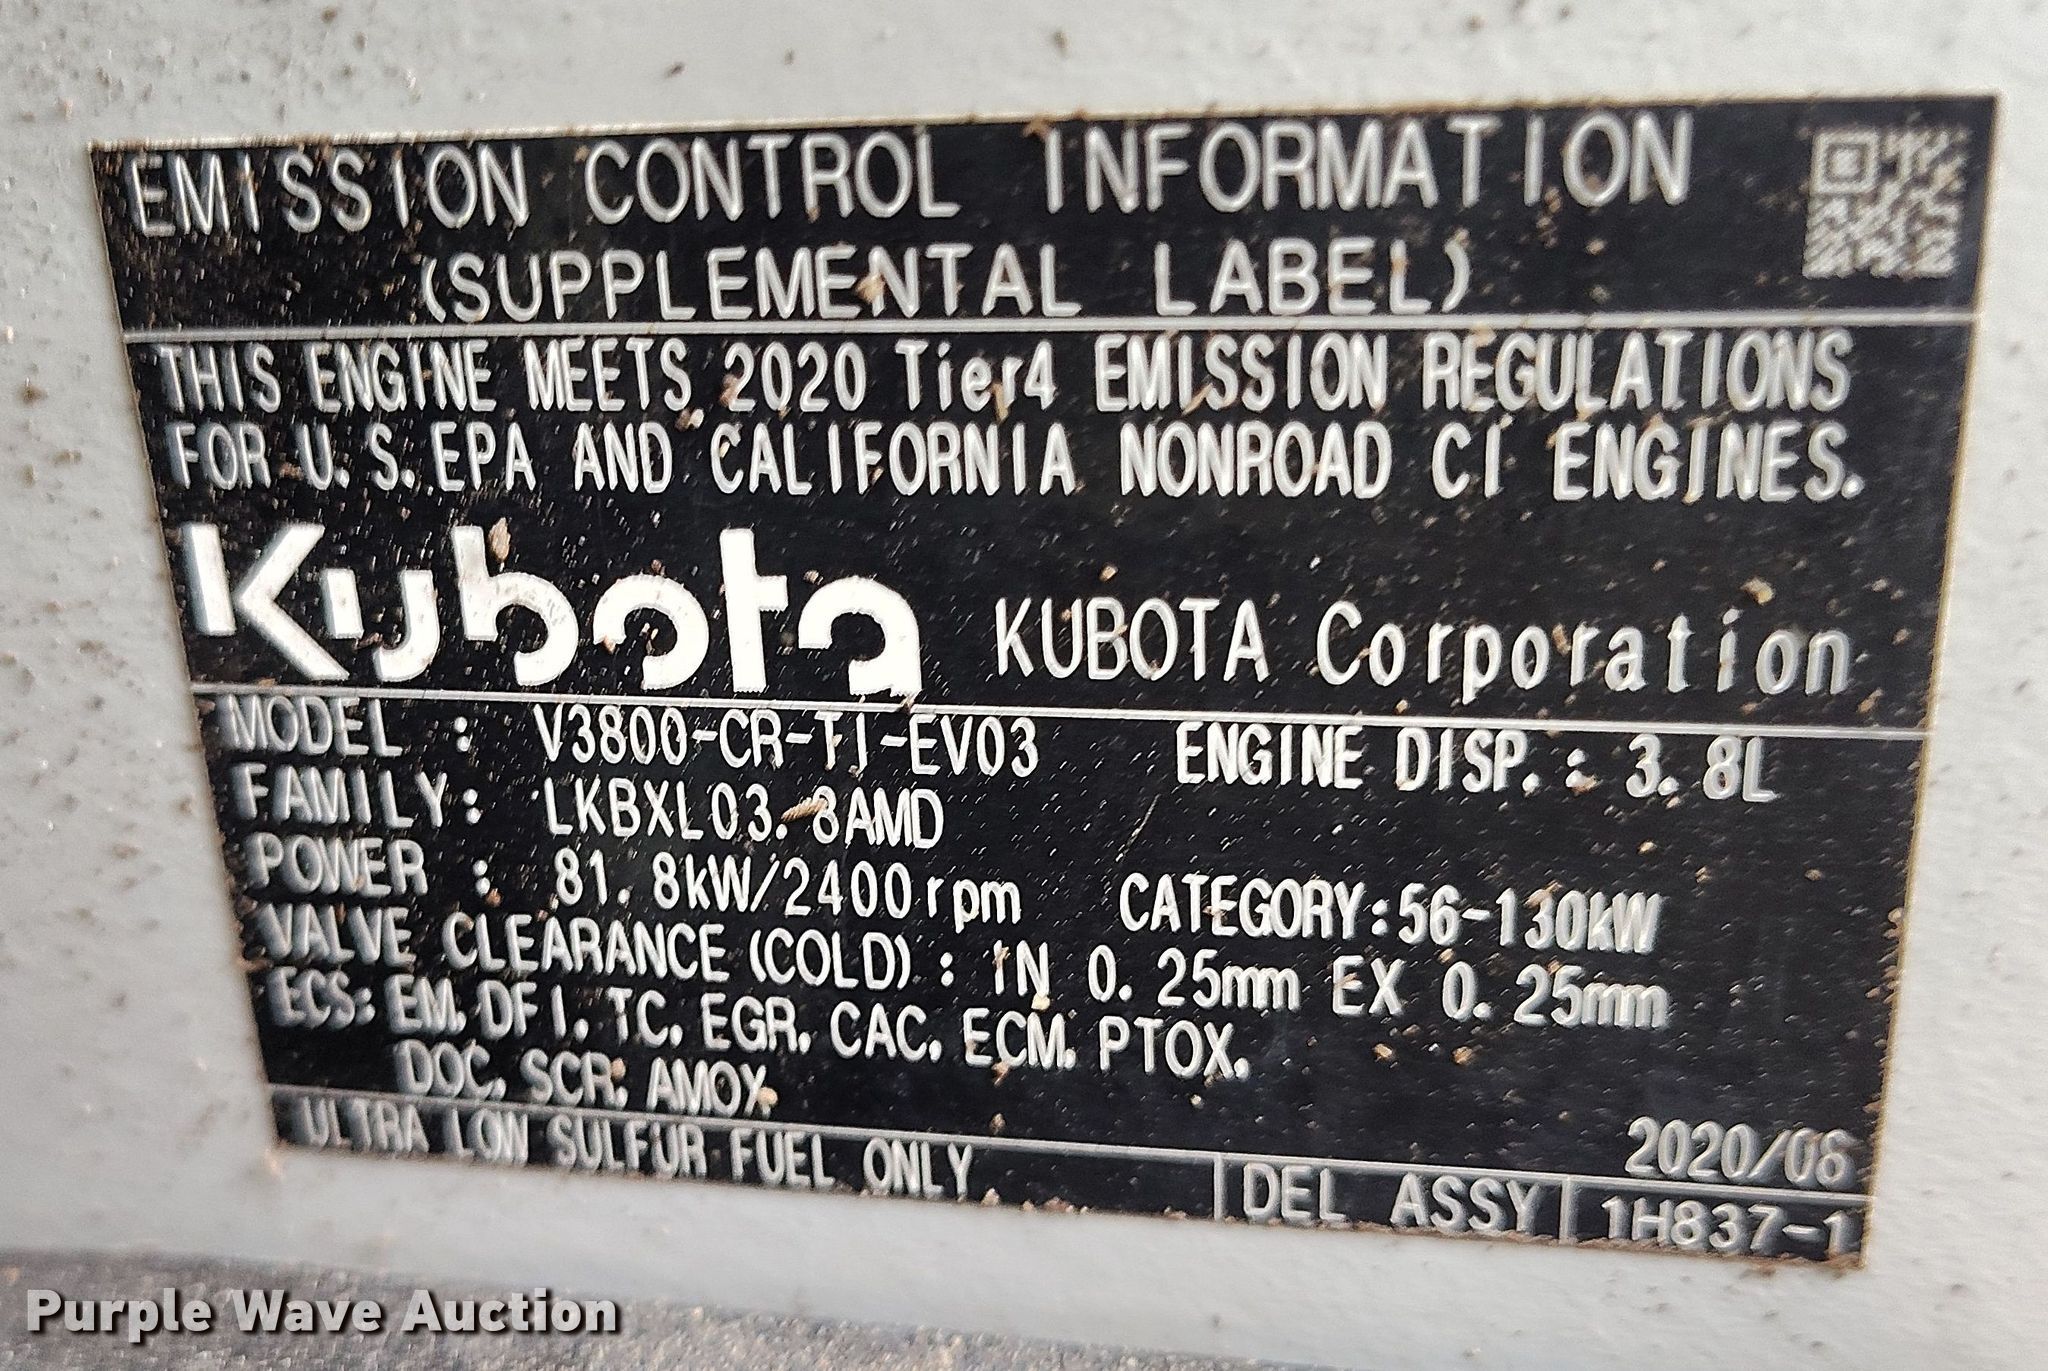 EMISSION CONTROL INFORMATION
(SUPPLEMENTAL LABEL)
THIS ENGINE MEETS 2020 Tier4 EMISSION REGULATIONS
FOR U.S.EPA AND CALIFORNIA NONROAD CI ENGINES.
Kubota KUBOTA Corporation
MODEL : V3800-CR-TI-EV03 ENGINE DISP.: 3.8L
FAMILY: LKBXL03.8AMD
POWER : 81.8kW/2400rpm CATEGORY:56-130kW
VALVE CLEARANCE(COLD): IN 0.25mm EX 0.25mm
ECS: EM, DFI, TC, EGR, CAC, ECM, PTOX,
DOC, SCR, AMOX
2020/06
ULTRA LOW SULFUR FUEL ONLY DEL ASSY 1H837-1
Purple Wave Auction